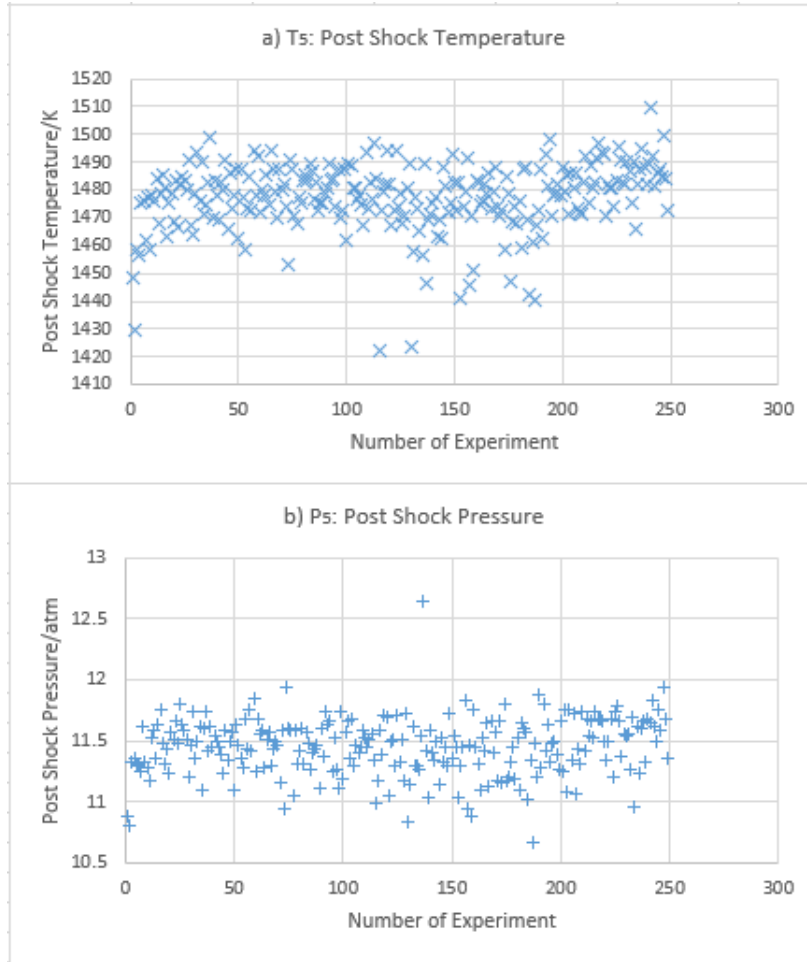 a) T5: Post Shock Temperature
Post Shock Temperature/K
1520
1510
1500
1490
1480
1470
1460
1450
1440
1430
1420
1410
0 50 100 150 200 250 300
Number of Experiment
b) P5: Post Shock Pressure
Post Shock Pressure/atm
13
12.5
12
11.5
11
10.5
0 50 100 150 200 250 300
Number of Experiment